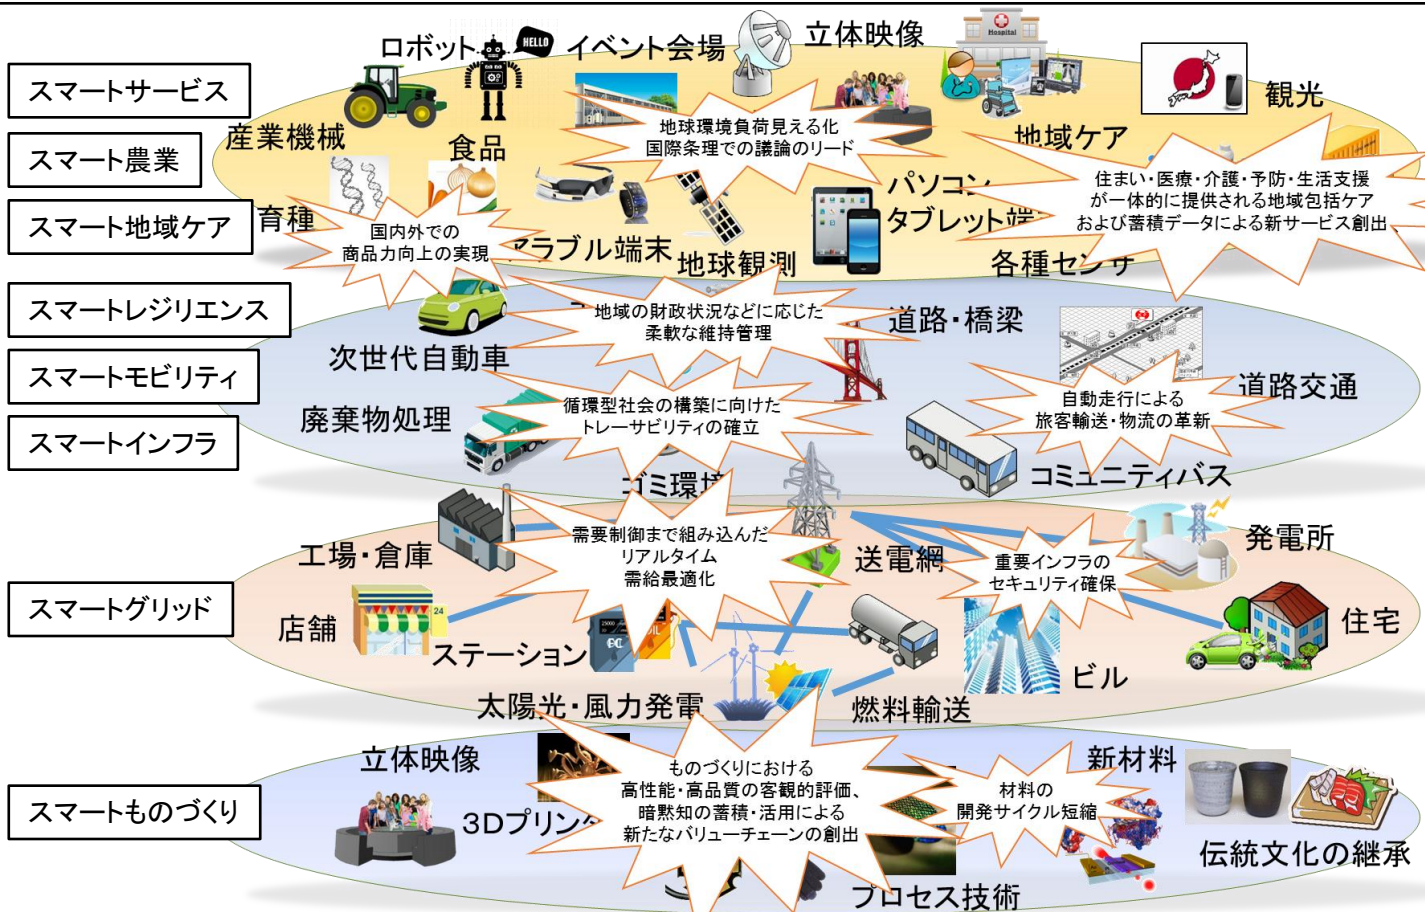 ロボット
HELLO
イベント会場
立体映像
Hospital
スマートサービス
観光
産業機械
食品
地球環境負荷見える化
国際条理での議論のリード
地域ケア
スマート農業
住まい・医療・介護・予防・生活支援
が一体的に提供される地域包括ケア
および蓄積データによる新サービス創出
パソコン
タブレット端
スマート地域ケア
育種
国内外での
商品力向上の実現
アラブル端末
地球観測
各種センサ
スマートレジリエンス
地域の財政状況などに応じた
柔軟な維持管理
道路・橋梁
次世代自動車
スマートモビリティ
道路交通
自動走行による
旅客輸送・物流の革新
廃棄物処理
循環型社会の構築に向けた
トレーサビリティの確立
スマートインフラ
ゴミ環境
コミュニティバス
工場・倉庫
需要制御まで組み込んだ
リアルタイム
需給最適化
送電網
重要インフラの
セキュリティ確保
発電所
スマートグリッド
店舗
24
住宅
ステーション
ビル
太陽光・風力発電
燃料輸送
立体映像
ものづくりにおける
高性能・高品質の客観的評価、
暗黙知の蓄積・活用による
新たなバリューチェーンの創出
新材料
材料の
開発サイクル短縮
スマートものづくり
3Dプリンタ
伝統文化の継承
プロセス技術